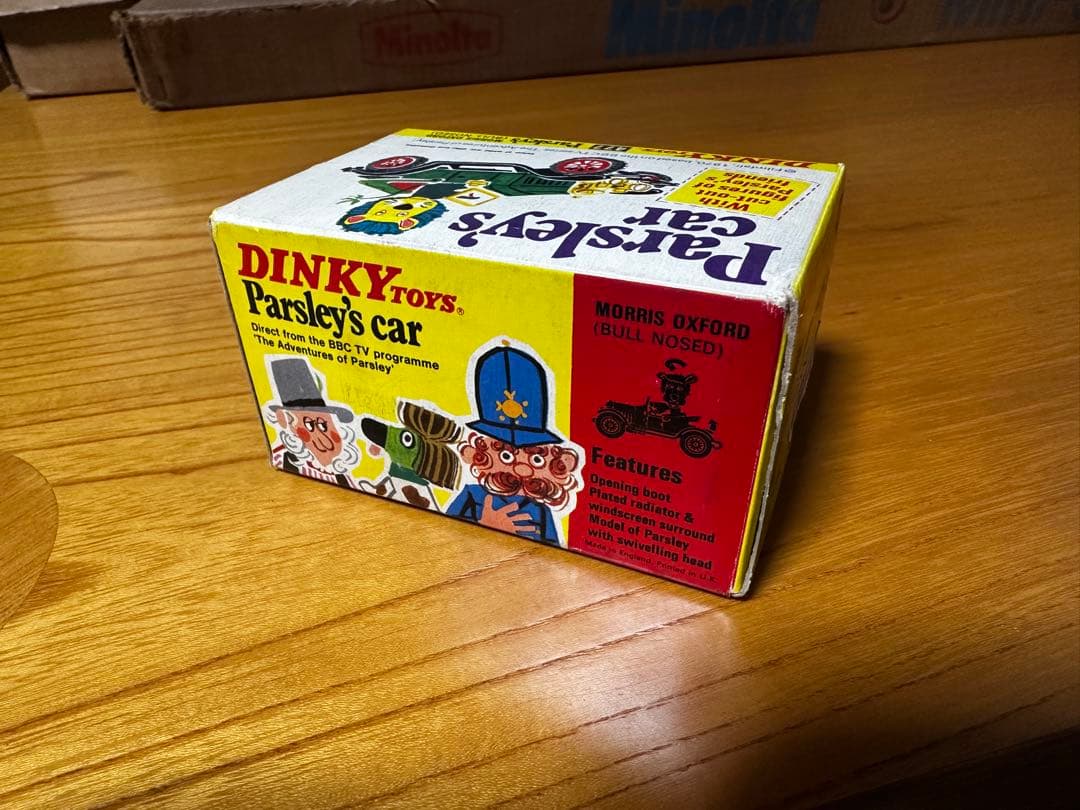 Minolta
Minolta
With
cut-out
figures of
Parsley's
friends
Parsley's
car
DINKY TOYS®
Parsley's car
Direct from the BBC TV programme
'The Adventures of Parsley'
MORRIS OXFORD
(BULL NOSED)
Features
Opening boot
Plated radiator &
windscreen surround
Model of Parsley
with swivelling head
Made in England. Printed in U.K.